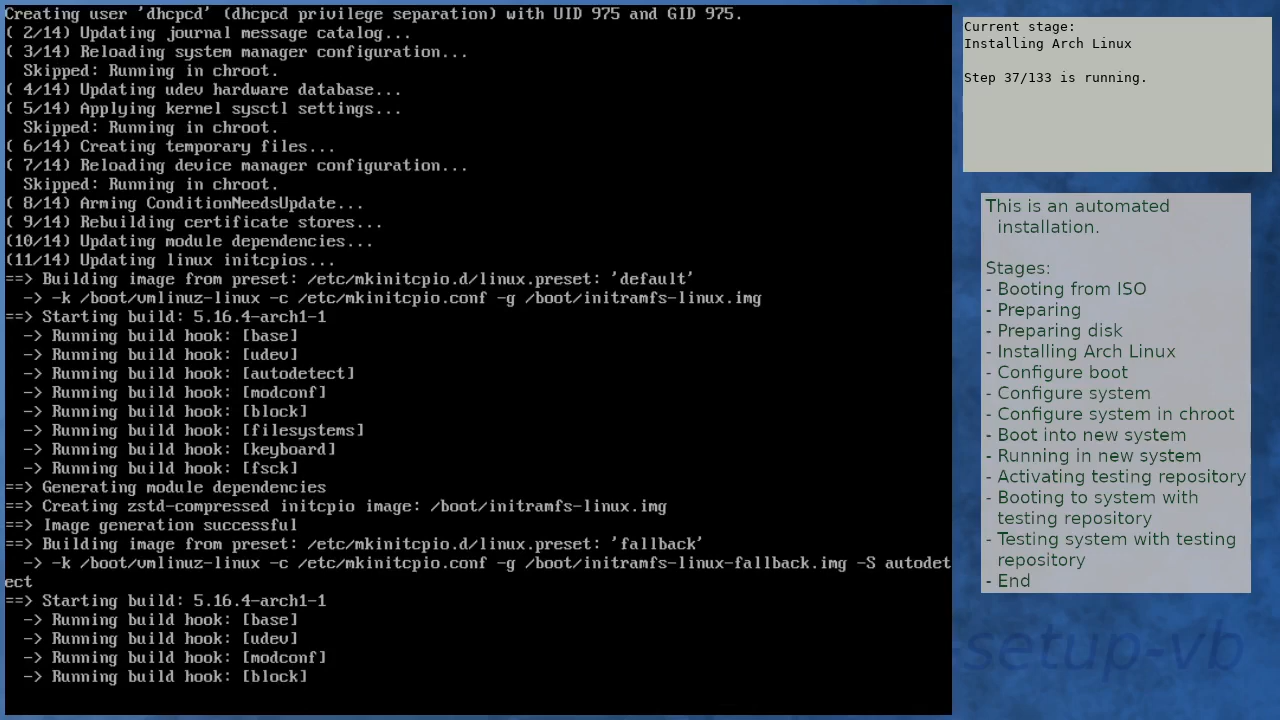 Creating user 'dhcpcd' (dhcpcd privilege separation) with UID 975 and GID 975.
( 2/14) Updating journal message catalog...
( 3/14) Reloading system manager configuration...
  Skipped: Running in chroot.
( 4/14) Updating udev hardware database...
( 5/14) Applying kernel sysctl settings...
  Skipped: Running in chroot.
( 6/14) Creating temporary files...
( 7/14) Reloading device manager configuration...
  Skipped: Running in chroot.
( 8/14) Arming ConditionNeedsUpdate...
( 9/14) Rebuilding certificate stores...
(10/14) Updating module dependencies...
(11/14) Updating linux initcpios...
==> Building image from preset: /etc/mkinitcpio.d/linux.preset: 'default'
  -> -k /boot/vmlinuz-linux -c /etc/mkinitcpio.conf -g /boot/initramfs-linux.img
==> Starting build: 5.16.4-arch1-1
  -> Running build hook: [base]
  -> Running build hook: [udev]
  -> Running build hook: [autodetect]
  -> Running build hook: [modconf]
  -> Running build hook: [block]
  -> Running build hook: [filesystems]
  -> Running build hook: [keyboard]
  -> Running build hook: [fsck]
==> Generating module dependencies
==> Creating zstd-compressed initcpio image: /boot/initramfs-linux.img
==> Image generation successful
==> Building image from preset: /etc/mkinitcpio.d/linux.preset: 'fallback'
  -> -k /boot/vmlinuz-linux -c /etc/mkinitcpio.conf -g /boot/initramfs-linux-fallback.img -S autodet
ect
==> Starting build: 5.16.4-arch1-1
  -> Running build hook: [base]
  -> Running build hook: [udev]
  -> Running build hook: [modconf]
  -> Running build hook: [block]
Current stage:
Installing Arch Linux
Step 37/133 is running.
This is an automated
installation.
Stages:
- Booting from ISO
- Preparing
- Preparing disk
- Installing Arch Linux
- Configure boot
- Configure system
- Configure system in chroot
- Boot into new system
- Running in new system
- Activating testing repository
- Booting to system with
testing repository
- Testing system with testing
repository
- End
-setup-vb